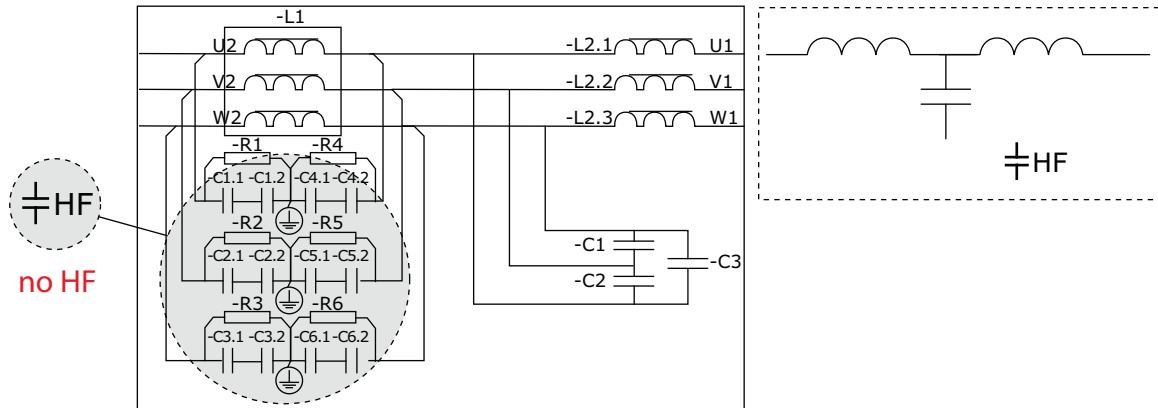 -L1
U2 -L2.1 U1
V2 -L2.2 V1
W2 -L2.3 W1
-R1 -R4
-C1.1 -C1.2 -C4.1 -C4.2
HF
HF
-R2 -R5
-C1
-C2.1 -C2.2 -C5.1 -C5.2
-C3
no HF
-C2
-R3 -R6
-C3.1 -C3.2 -C6.1 -C6.2